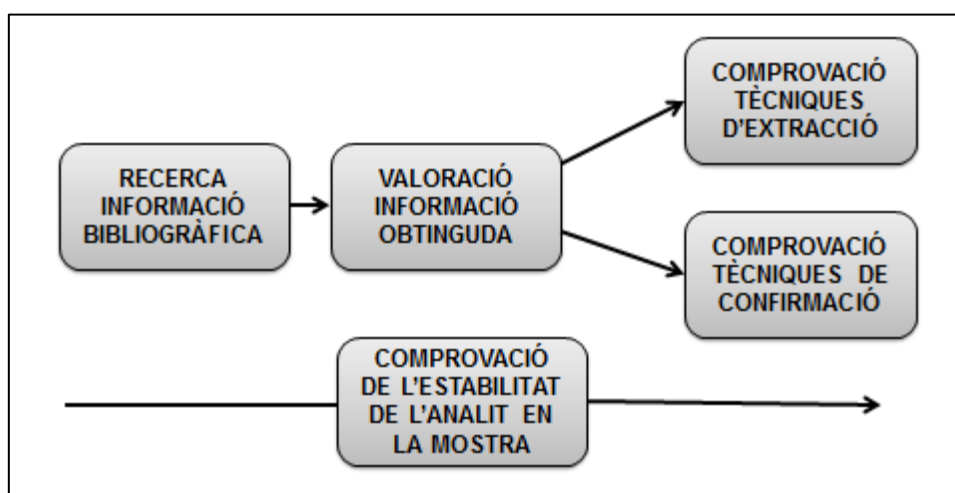 RECERCA
INFORMACIÓ
BIBLIOGRÀFICA
VALORACIÓ
INFORMACIÓ
OBTINGUDA
COMPROVACIÓ
TÈCNIQUES
D'EXTRACCIÓ
COMPROVACIÓ
TÈCNIQUES DE
CONFIRMACIÓ
COMPROVACIÓ
DE L'ESTABILITAT
DE L'ANALIT EN
LA MOSTRA